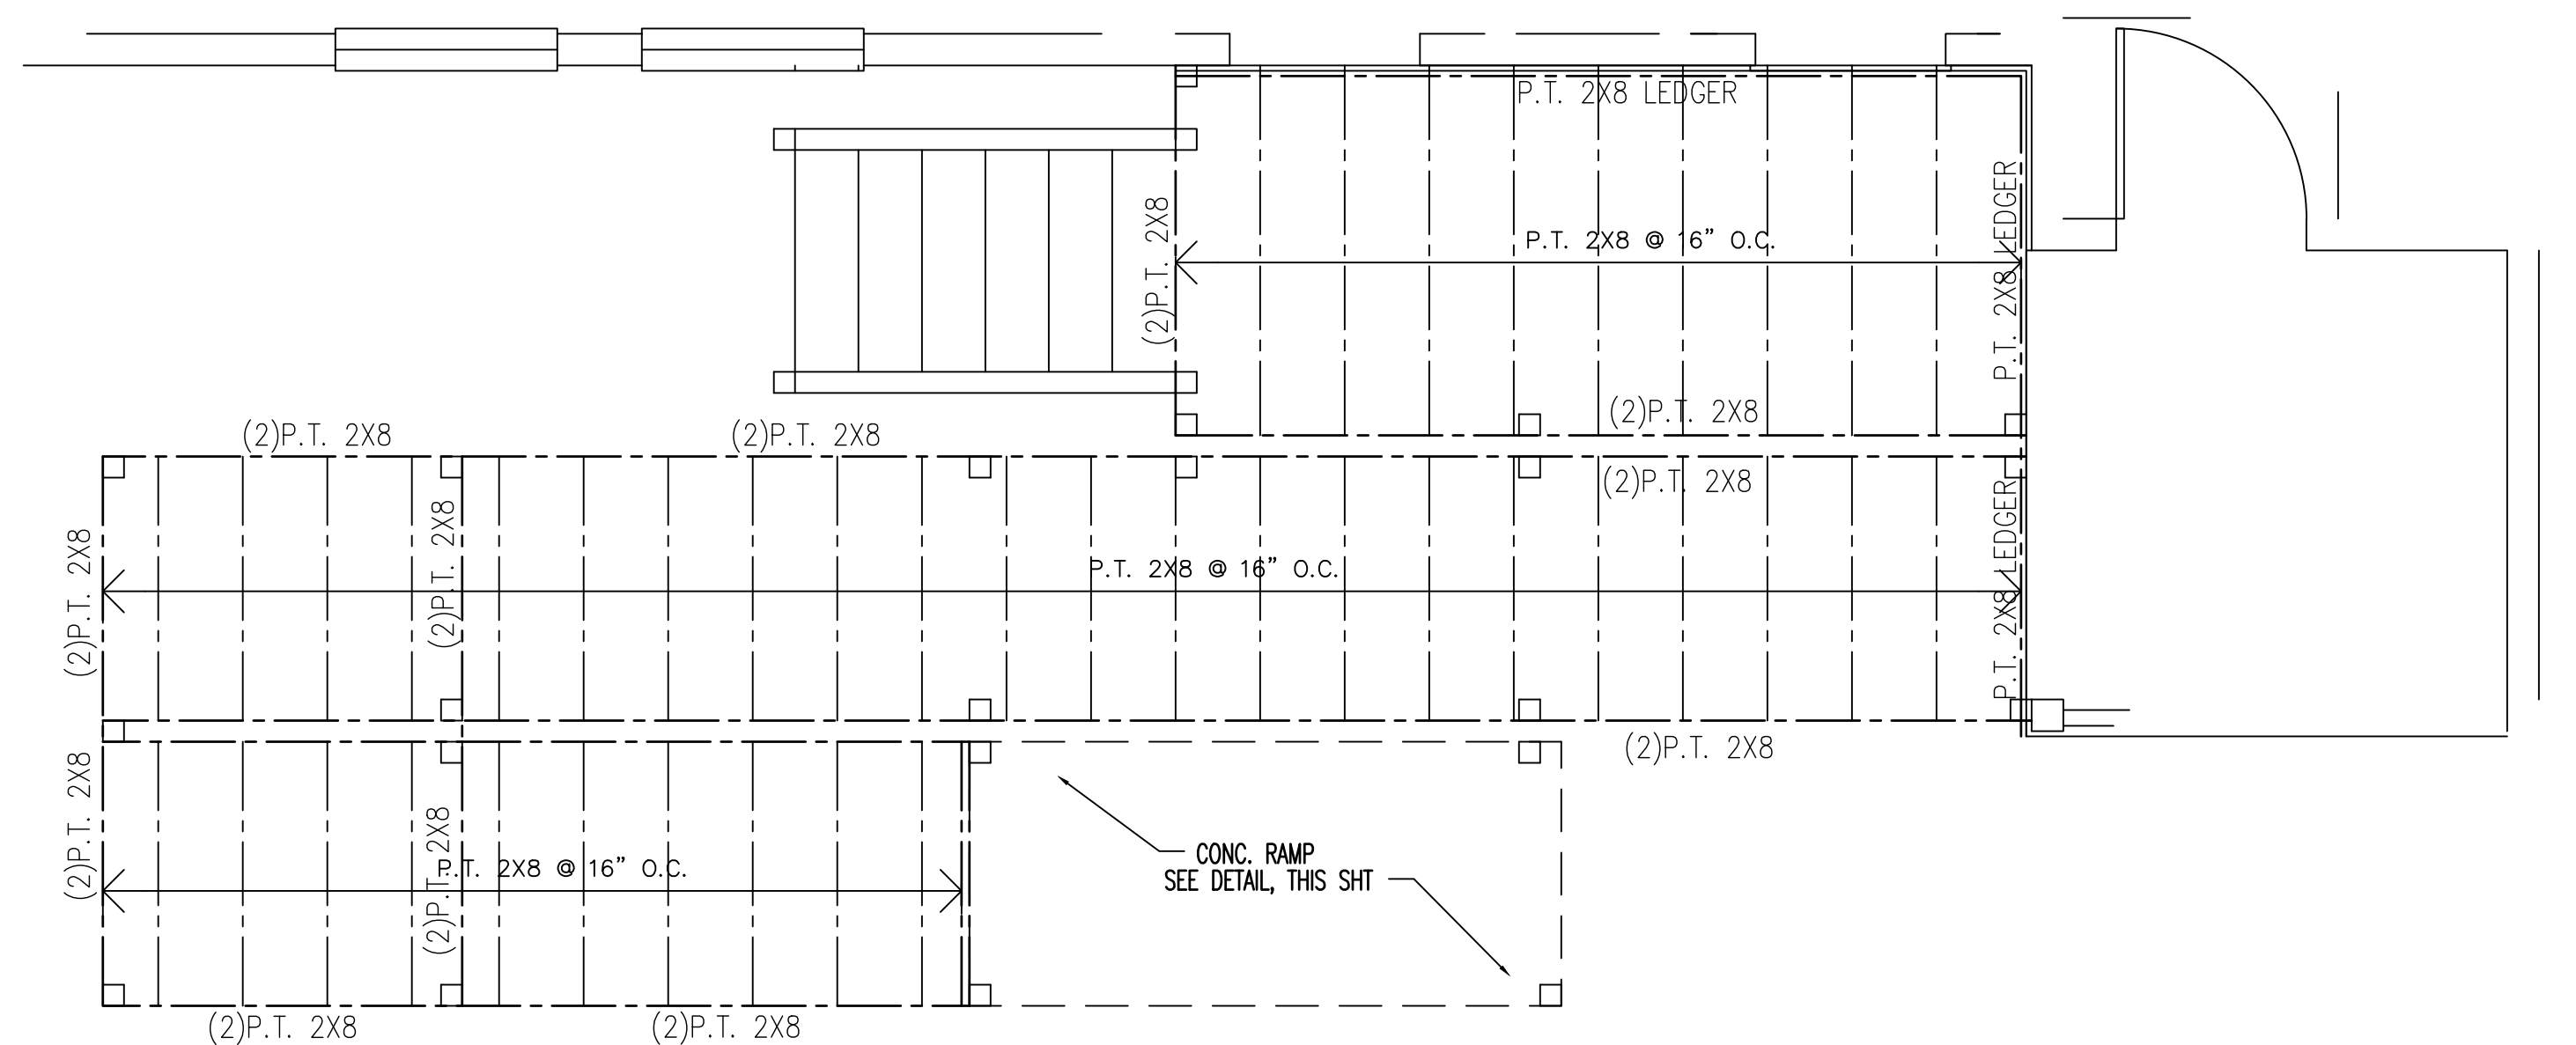 P.T. 2X8 LEDGER
P.T. 2X8 LEDGER
(2)P.T. 2X8
P.T. 2X8 @ 16” O.C.
(2)P.T. 2X8
(2)P.T. 2X8
(2)P.T. 2X8
(2)P.T. 2X8
P.T. 2X8 LEDGER
(2)P.T. 2X8
(2)P.T. 2X8
P.T. 2X8 @ 16” O.C.
(2)P.T. 2X8
(2)P.T. 2X8
(2)P.T. 2X8
P.T. 2X8 @ 16” O.C.
CONC. RAMP
SEE DETAIL, THIS SHT
(2)P.T. 2X8
(2)P.T. 2X8